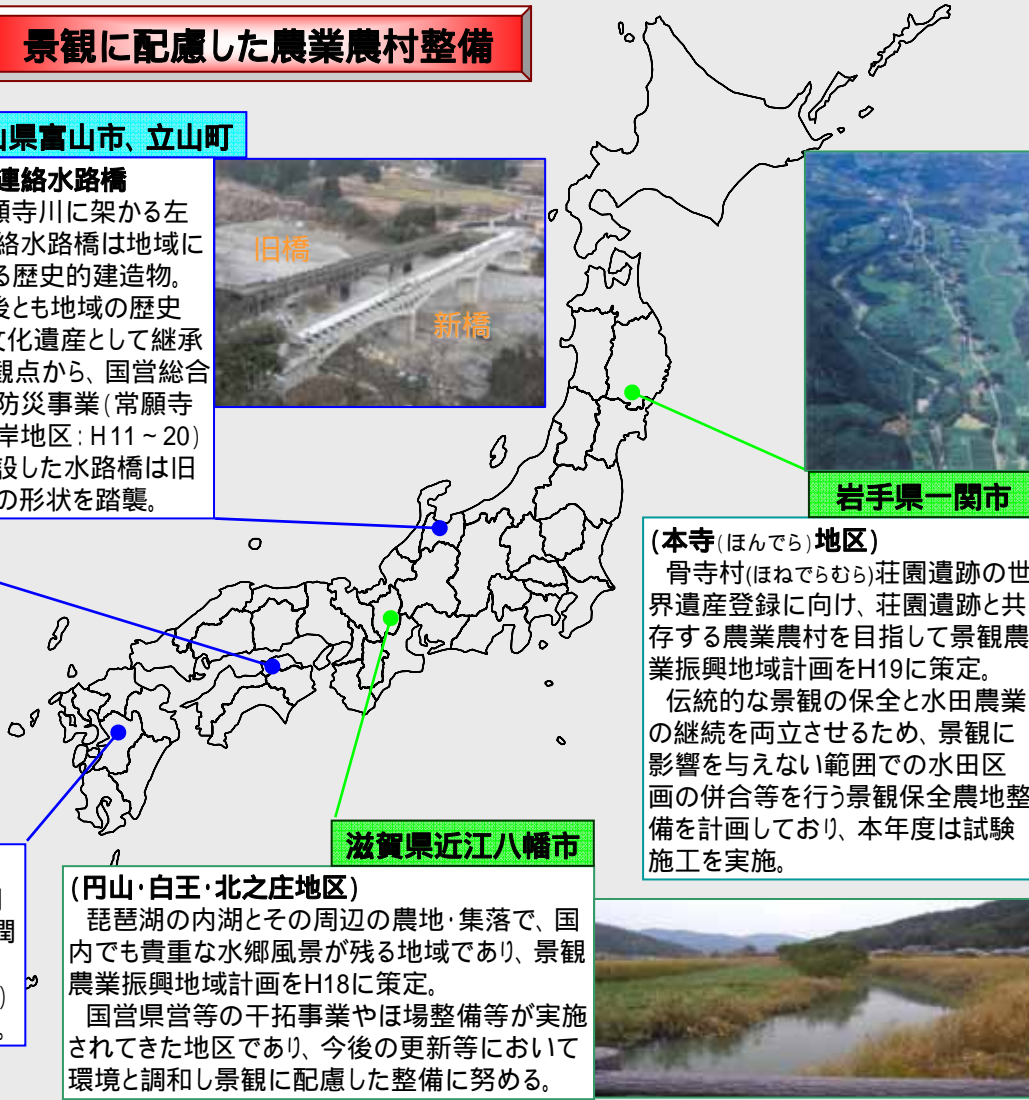 景観に配慮した農業農村整備
山県富山市、立山町
連絡水路橋
願寺川に架かる左
絡水路橋は地域に
る歴史的建造物。
後とも地域の歴史
文化遺産として継承
観点から、国営総合
防災事業(常願寺
岸地区:H11~20)
設した水路橋は旧
の形状を踏襲。
旧橋
新橋
岩手県一関市
(本寺(ほんでら)地区)
骨寺村(ほねでらむら)荘園遺跡の世
界遺産登録に向け、荘園遺跡と共
存する農業農村を目指して景観農
業振興地域計画をH19に策定。
伝統的な景観の保全と水田農業
の継続を両立させるため、景観に
影響を与えない範囲での水田区
画の併合等を行う景観保全農地整
備を計画しており、本年度は試験
施工を実施。
滋賀県近江八幡市
(円山・白王・北之庄地区)
琵琶湖の内湖とその周辺の農地・集落で、国
内でも貴重な水郷風景が残る地域であり、景観
農業振興地域計画をH18に策定。
国営県営等の干拓事業やほ場整備等が実施
されてきた地区であり、今後の更新等において
環境と調和し景観に配慮した整備に努める。
潤
)
。